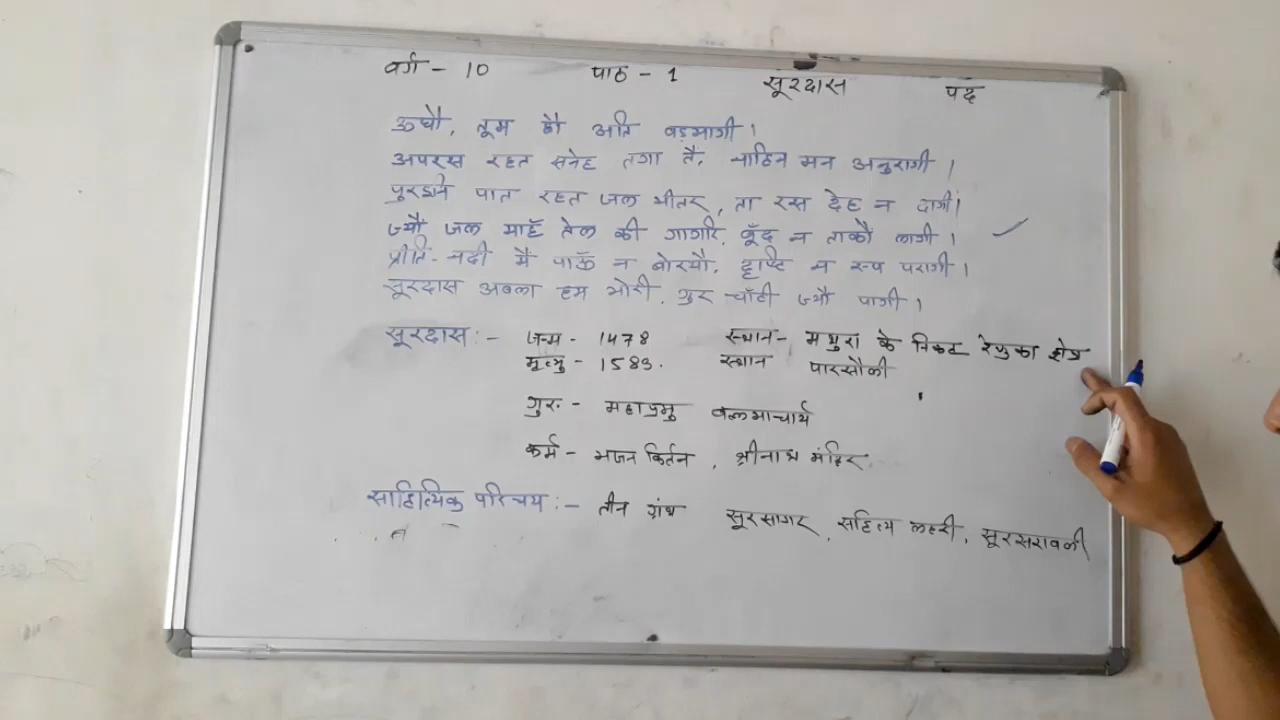 वर्ग - 10 पाठ - 1 सूरदास पद
ऊधौ, तूम हौ अति बड़भागी।
अपरस रहत सनेह तगा तैं, नाहिन मन अनुरागी।
पुरइनि पात रहत जल भीतर, ता रस देह न दागी।
ज्यौं जल माहँ तेल की गागरि, बूँद न ताकौं लागी।
प्रीति-नदी मैं पाऊँ न बोरयौ, दृष्टि न रूप परागी।
सूरदास अबला हम भोरी, गुर चाँटी ज्यौं पागी।
सूरदास :- जन्म - 1478 स्थान- मथुरा के निकट रेणुका क्षेत्र
मृत्यु - 1583. स्थान पारसौली
गुरु - महाप्रभु वल्लभाचार्य
कर्म - भजन किर्तन, श्रीनाथ मंदिर
साहित्यिक परिचय :- तीन ग्रंथ सूरसागर, सहित्य लहरी, सूरसरावली